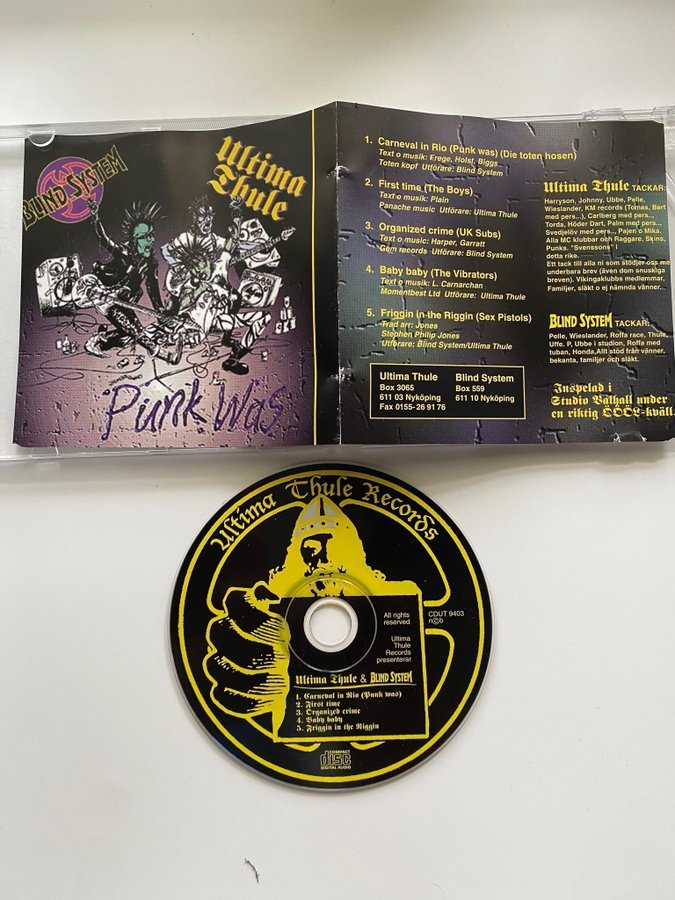 BLIND SYSTEM
Ultima
Thule
Punk Was
1. Carneval in Rio (Punk was) (Die toten hosen)
Text o musik: Frege, Holst, Biggs
Toten kopf Utförare: Blind System
2. First time (The Boys)
Text o musik: Plain
Panache music Utförare: Ultima Thule
3. Organized crime (UK Subs)
Text o musik: Harper, Garratt
Gem records Utförare: Blind System
4. Baby baby (The Vibrators)
Text o musik: L. Carnarchan
Momentbest Ltd Utförare: Ultima Thule
5. Friggin in the Riggin (Sex Pistols)
Trad arr: Jones
Stephen Philip Jones
Utförare: Blind System/Ultima Thule
Ultima Thule
Box 3065
611 03 Nyköping
Fax 0155-26 91 76
Blind System
Box 559
611 10 Nyköping
Ultima Thule TACKAR:
Harryson, Johnny, Ubbe, Pelle,
Wieslander, KM records (Tomas, Bert
med pers...), Carlberg med pers...
Torda, Höder Darl, Palm med pers...
Svedjelöv med pers... Pajen o Mika.
Alla MC klubbar och Raggare, Skins,
Punks. "Svenssons" i
detta rike.
Ett tack till alla ni som stödjer oss me
underbara brev (även dom snuskiga
breven). Vikingaklubbs medlemmar,
Familjer, släkt o ej nämnda vänner...
BLIND SYSTEM TACKAR:
Pelle, Wieslander, Roffa race, Thule,
Uffe. P, Ubbe i studion, Roffa med
tuban, Honda, Allt stöd från vänner,
bekanta, familjer och släkt.
Inspelad i
Studio Valhall under
en riktig ÖÖÖL-kväll.
Ultima Thule Records
All rights
reserved
Ultima
Thule
Records
presenterar
CDUT 9403
n©b
Ultima Thule & BLIND SYSTEM
1. Carneval in Rio (Punk was)
2. First time
3. Organized crime
4. Baby baby
5. Friggin in the Riggin
COMPACT
disc
DIGITAL AUDIO